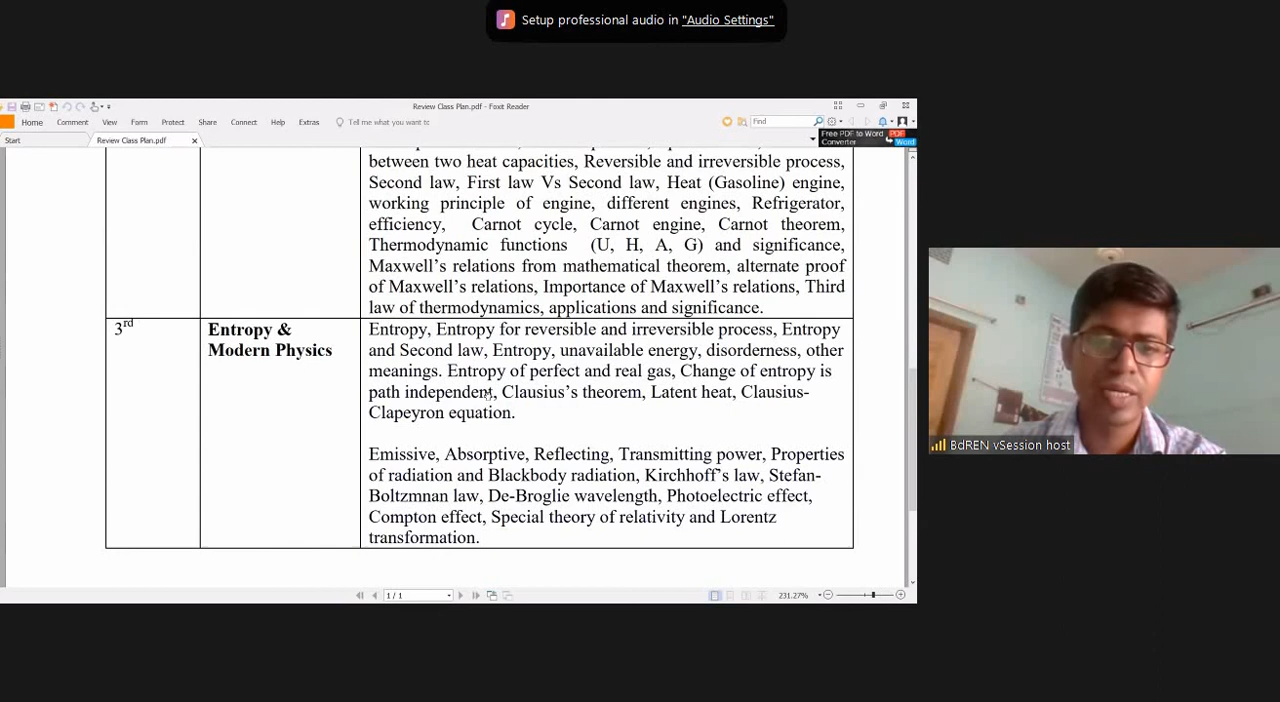 Setup professional audio in "Audio Settings"
Review Class Plan.pdf - Foxit Reader
Home Comment View Form Protect Share Connect Help Extras Tell me what you want to Find
Start Review Class Plan.pdf
Free PDF to Word Converter PDF Word
between two heat capacities, Reversible and irreversible process,
Second law, First law Vs Second law, Heat (Gasoline) engine,
working principle of engine, different engines, Refrigerator,
efficiency, Carnot cycle, Carnot engine, Carnot theorem,
Thermodynamic functions (U, H, A, G) and significance,
Maxwell's relations from mathematical theorem, alternate proof
of Maxwell's relations, Importance of Maxwell's relations, Third
law of thermodynamics, applications and significance.
3rd
Entropy &
Modern Physics
Entropy, Entropy for reversible and irreversible process, Entropy
and Second law, Entropy, unavailable energy, disorderness, other
meanings. Entropy of perfect and real gas, Change of entropy is
path independent, Clausius's theorem, Latent heat, Clausius-
Clapeyron equation.
Emissive, Absorptive, Reflecting, Transmitting power, Properties
of radiation and Blackbody radiation, Kirchhoff's law, Stefan-
Boltzmnan law, De-Broglie wavelength, Photoelectric effect,
Compton effect, Special theory of relativity and Lorentz
transformation.
1 / 1
231.27%
BdREN vSession host